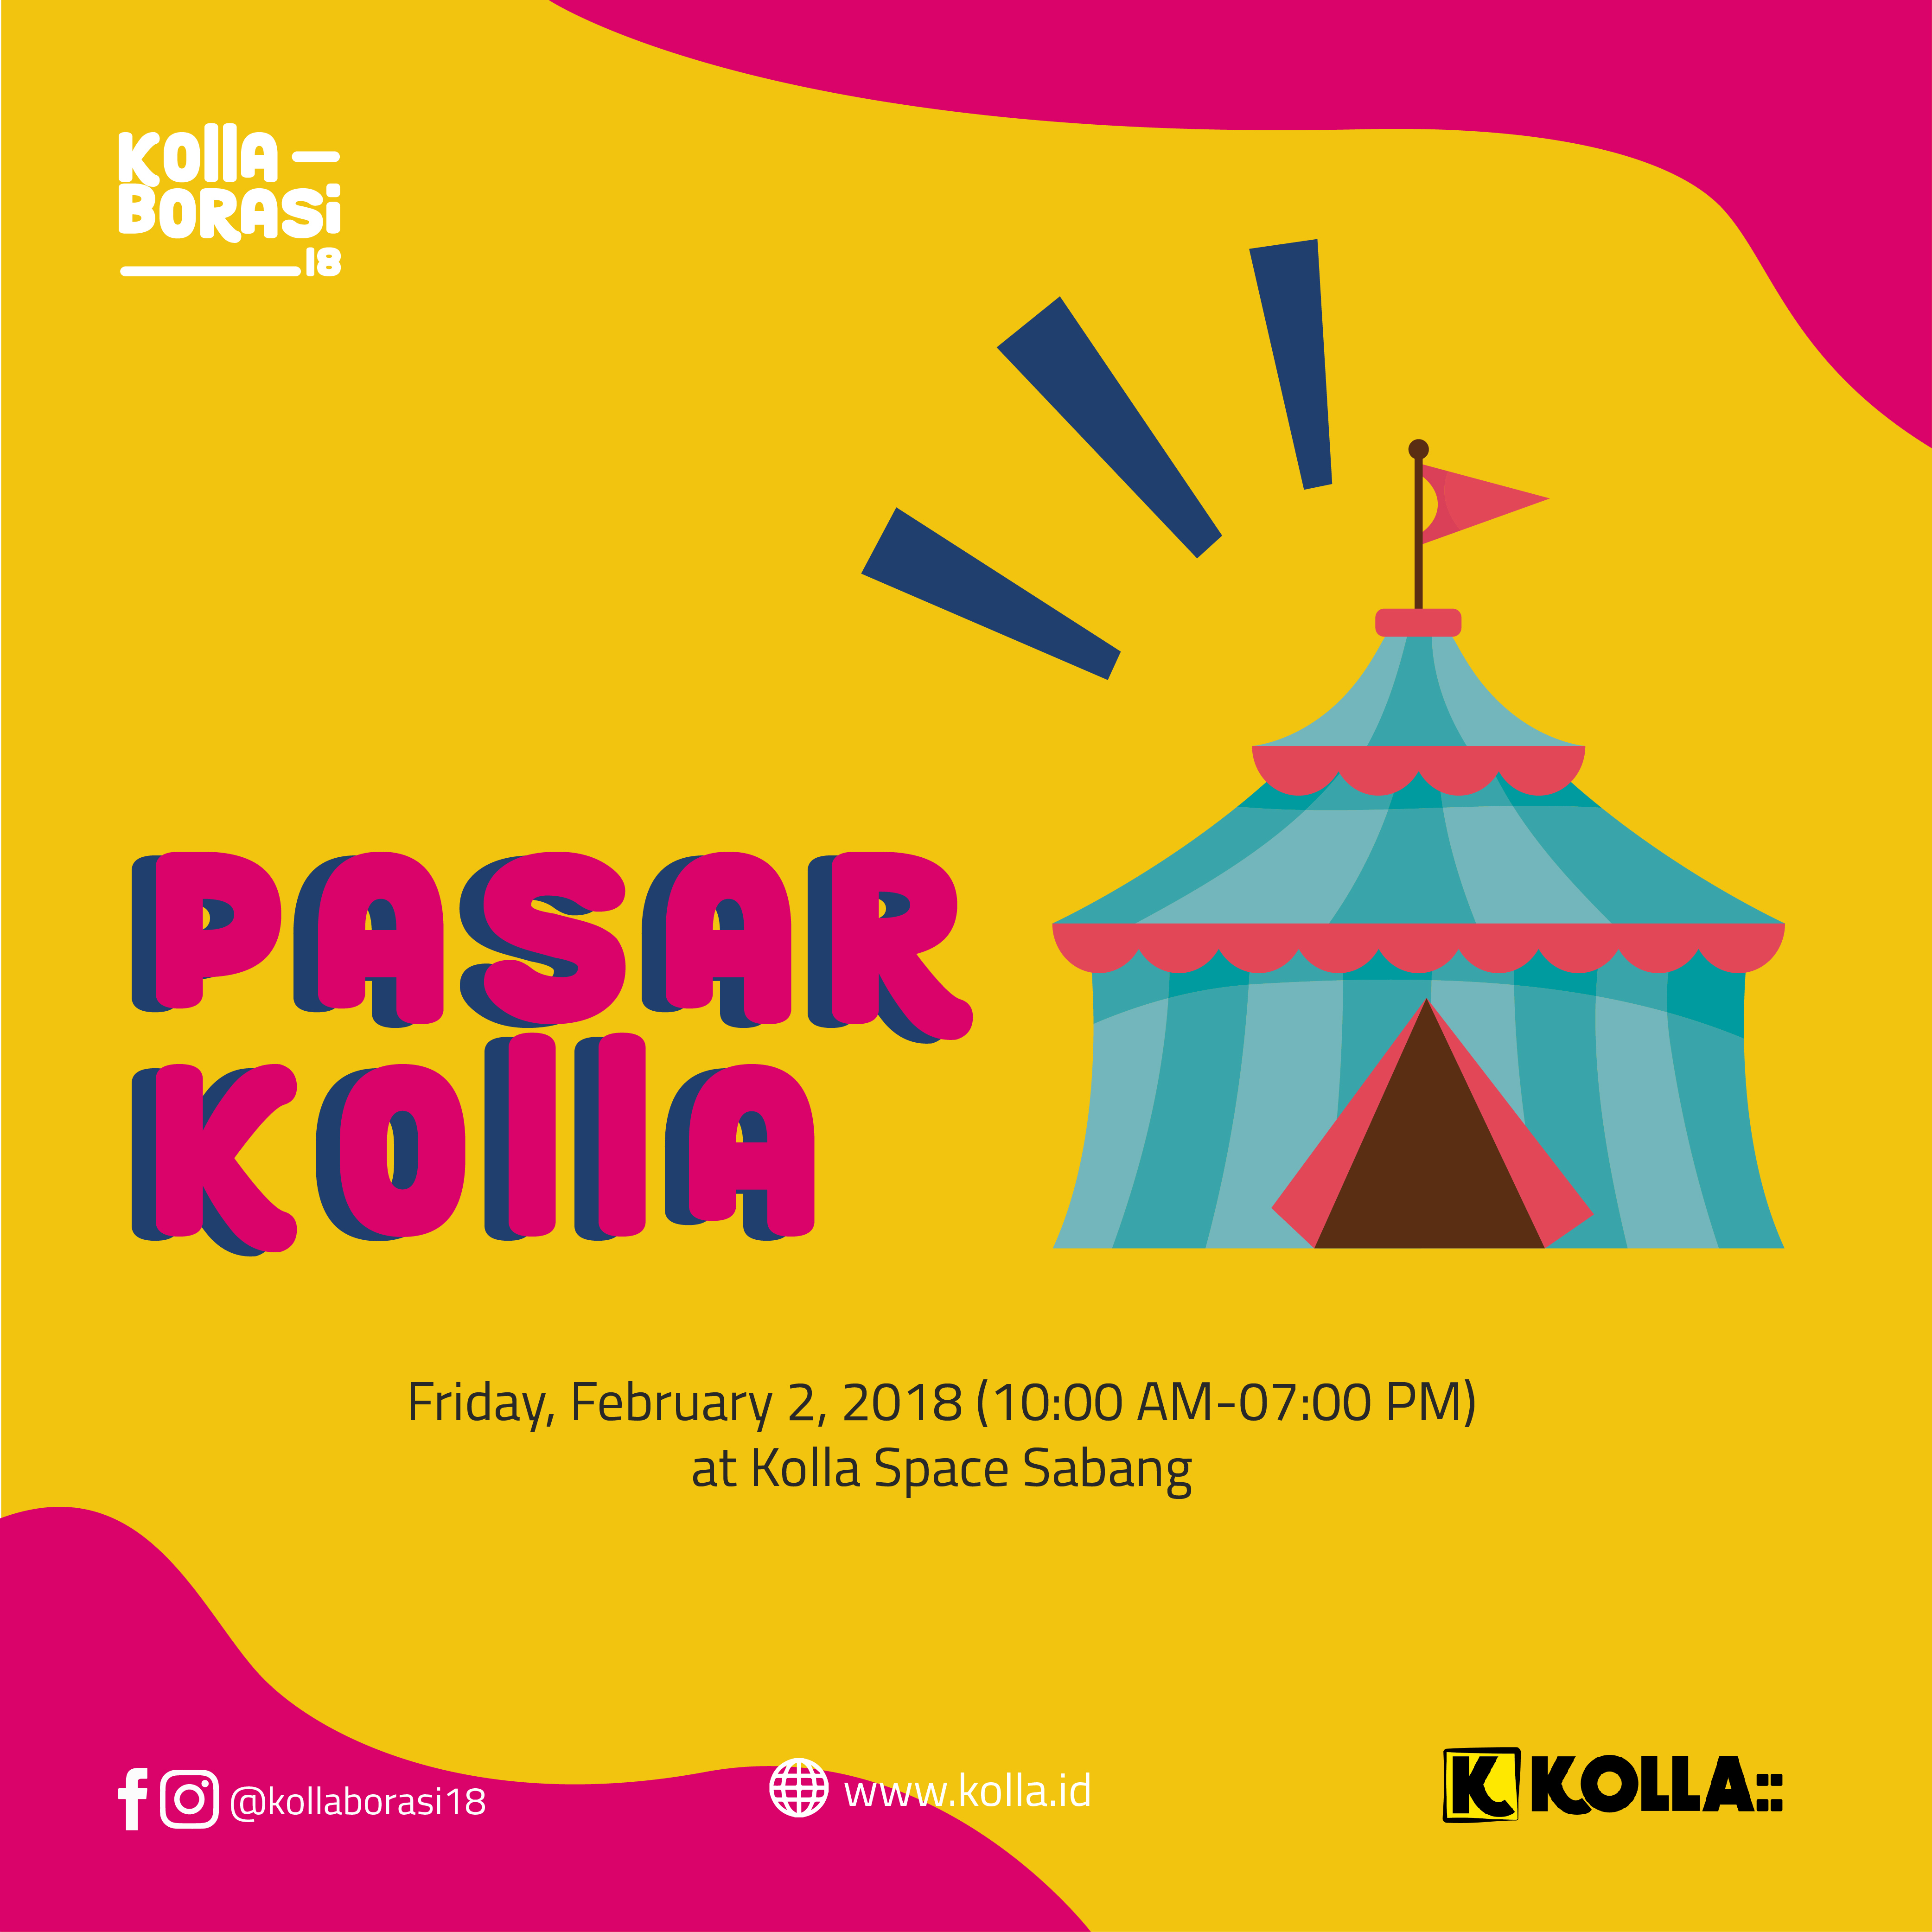 KOllA —
BORASi
18
PASAR
KOllA
Friday, February 2, 2018 (10:00 AM-07:00 PM)
at Kolla Space Sabang
@kollaborasi18
www.kolla.id
K KOLLA::